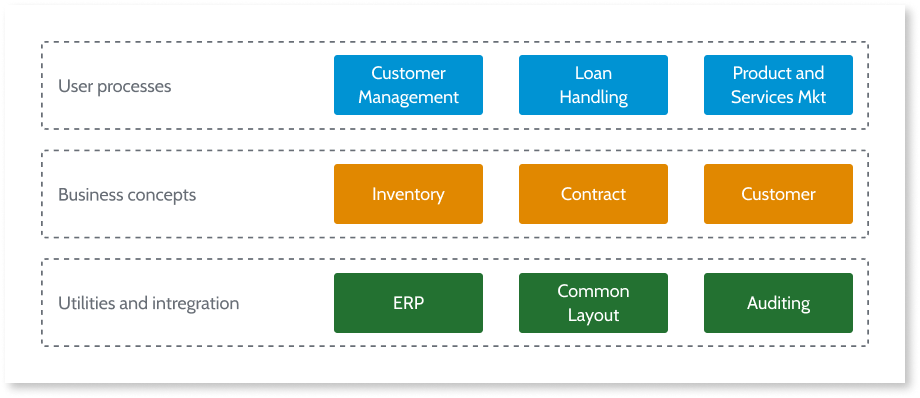 User processes
Customer
Management
Loan
Handling
Product and
Services Mkt
Business concepts
Inventory
Contract
Customer
Utilities and intregration
ERP
Common
Layout
Auditing